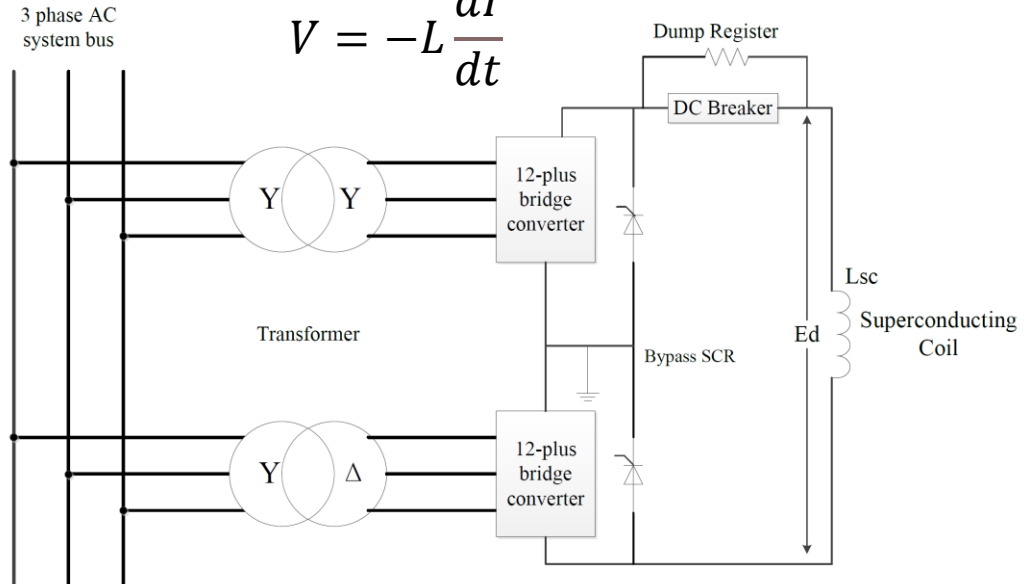 3 phase AC
system bus
V = −L dI/dt
Dump Register
DC Breaker
12-plus
bridge
converter
Y
Y
Lsc
Superconducting
Coil
Transformer
Ed
Bypass SCR
12-plus
bridge
converter
Y
Δ